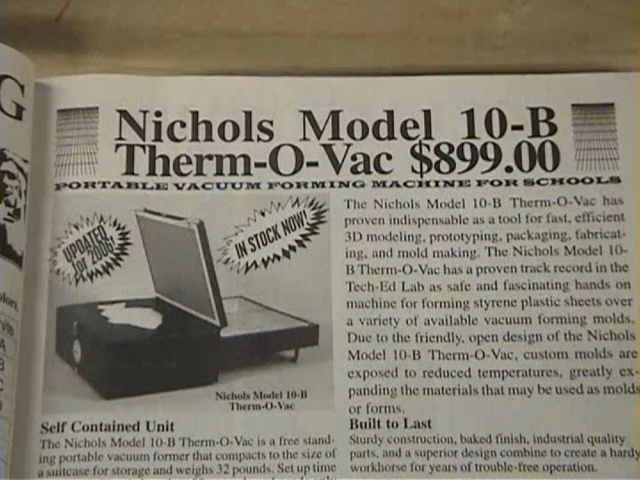 G
Nichols Model 10-B
Therm-O-Vac $899.00
PORTABLE VACUUM FORMING MACHINE FOR SCHOOLS
UPDATED
for 2006!
IN STOCK NOW!
Nichols Model 10-B
Therm-O-Vac
Self Contained Unit
The Nichols Model 10-B Therm-O-Vac is a free stand-
ing portable vacuum former that compacts to the size of
a suitcase for storage and weighs 32 pounds. Set up time
The Nichols Model 10-B Therm-O-Vac has
proven indispensable as a tool for fast, efficient
3D modeling, prototyping, packaging, fabricat-
ing, and mold making. The Nichols Model 10-
B Therm-O-Vac has a proven track record in the
Tech-Ed Lab as safe and fascinating hands on
machine for forming styrene plastic sheets over
a variety of available vacuum forming molds.
Due to the friendly, open design of the Nichols
Model 10-B Therm-O-Vac, custom molds are
exposed to reduced temperatures, greatly ex-
panding the materials that may be used as molds
or forms.
Built to Last
Sturdy construction, baked finish, industrial quality
parts, and a superior design combine to create a hardy
workhorse for years of trouble-free operation.